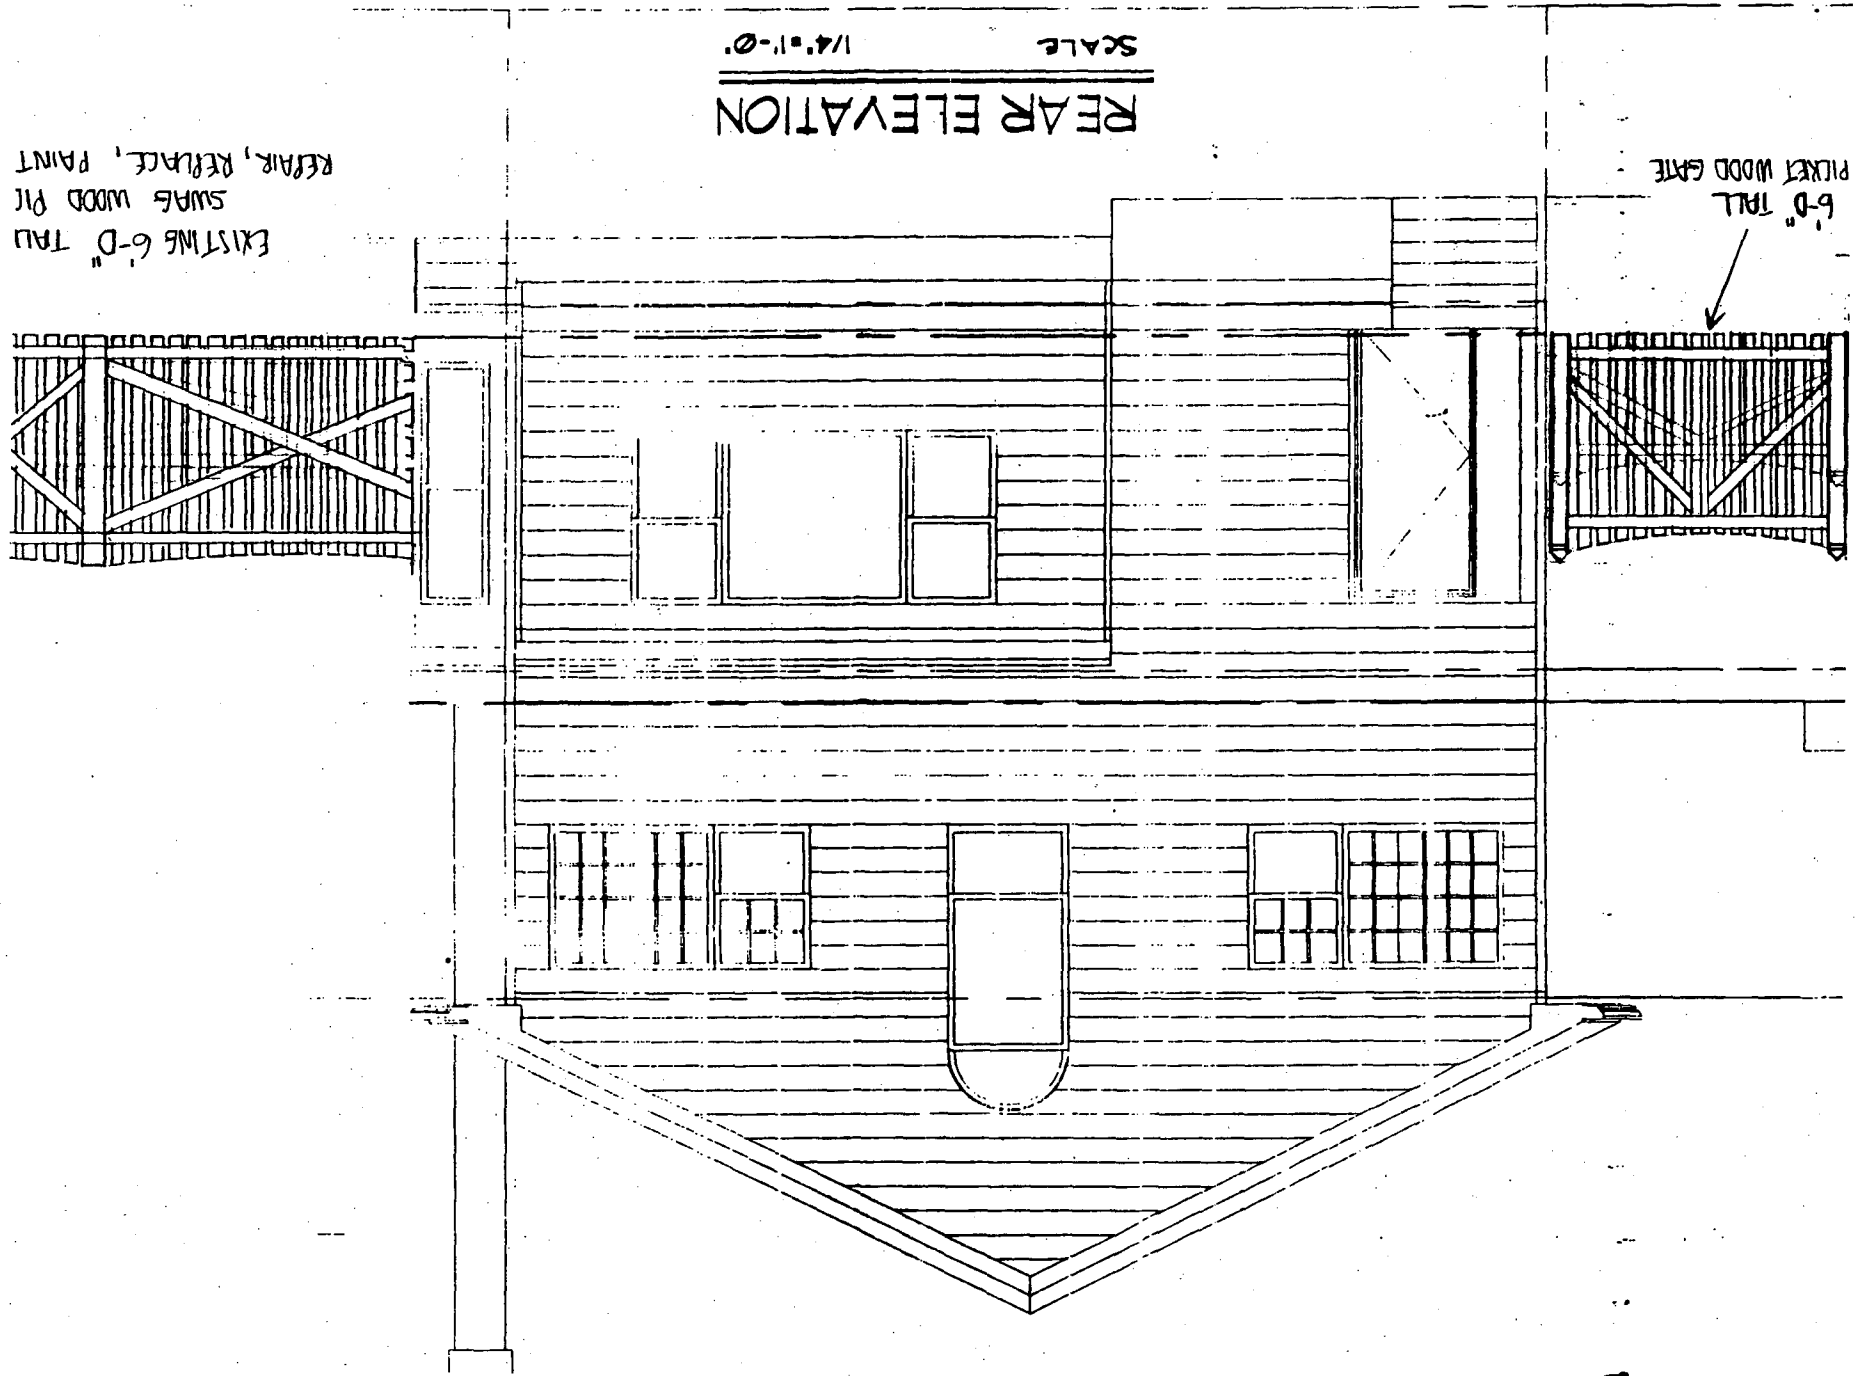 6'-0" TALL
PICKET WOOD GATE
EXISTING 6'-0" TALL
SWAG WOOD PIC
REPAIR, REPLACE, PAINT
REAR ELEVATION
SCALE 1/4"=1'-0"